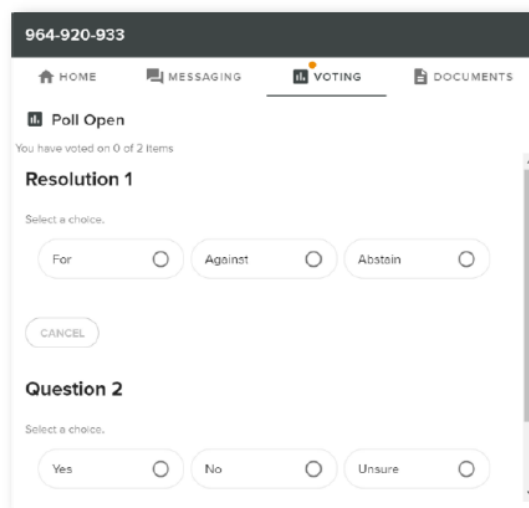 964-920-933
HOME MESSAGING VOTING DOCUMENTS
Poll Open
You have voted on 0 of 2 items
Resolution 1
Select a choice.
For Against Abstain
CANCEL
Question 2
Select a choice.
Yes No Unsure